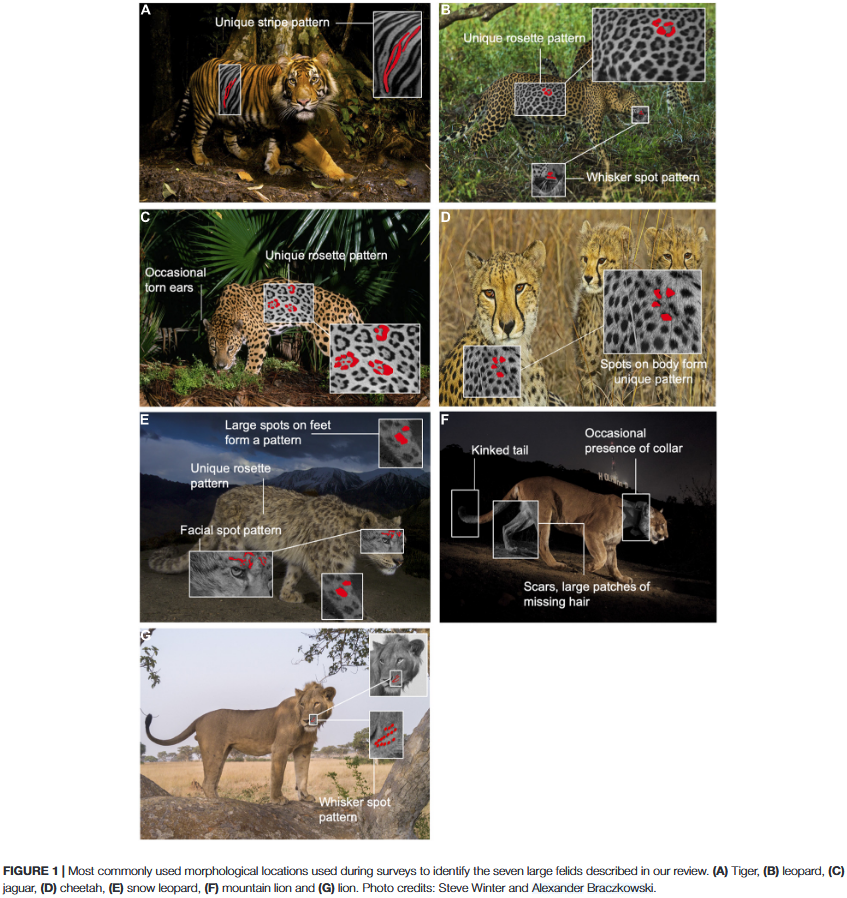 A
Unique stripe pattern
B
Unique rosette pattern
Whisker spot pattern
C
Unique rosette pattern
Occasional
torn ears
D
Spots on body form
unique pattern
E
Large spots on feet
form a pattern
Unique rosette
pattern
Facial spot pattern
F
Occasional
presence of collar
Kinked tail
Scars, large patches of
missing hair
G
Whisker spot
pattern
FIGURE 1 | Most commonly used morphological locations used during surveys to identify the seven large felids described in our review. (A) Tiger, (B) leopard, (C)
jaguar, (D) cheetah, (E) snow leopard, (F) mountain lion and (G) lion. Photo credits: Steve Winter and Alexander Braczkowski.